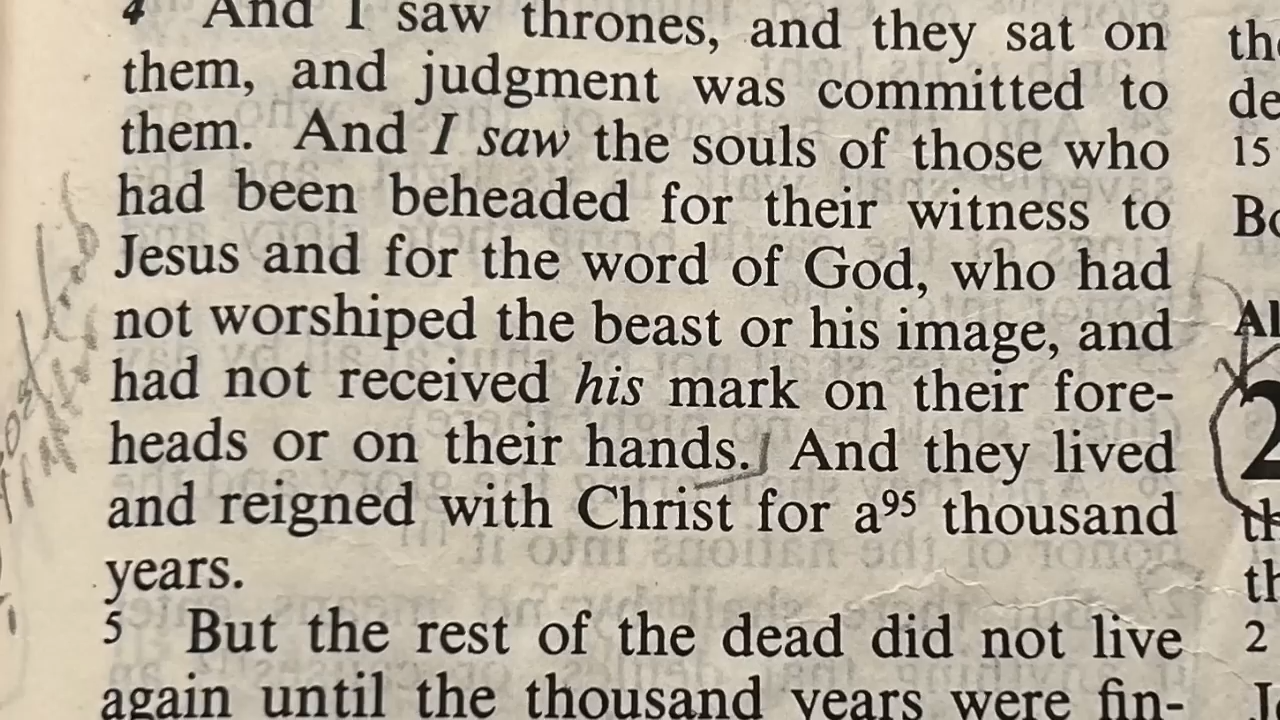 4 And I saw thrones, and they sat on
them, and judgment was committed to
them. And I saw the souls of those who
had been beheaded for their witness to
Jesus and for the word of God, who had
not worshiped the beast or his image, and
had not received his mark on their fore-
heads or on their hands. And they lived
and reigned with Christ for a95 thousand
years.
5 But the rest of the dead did not live
again until the thousand years were fin-
15
2